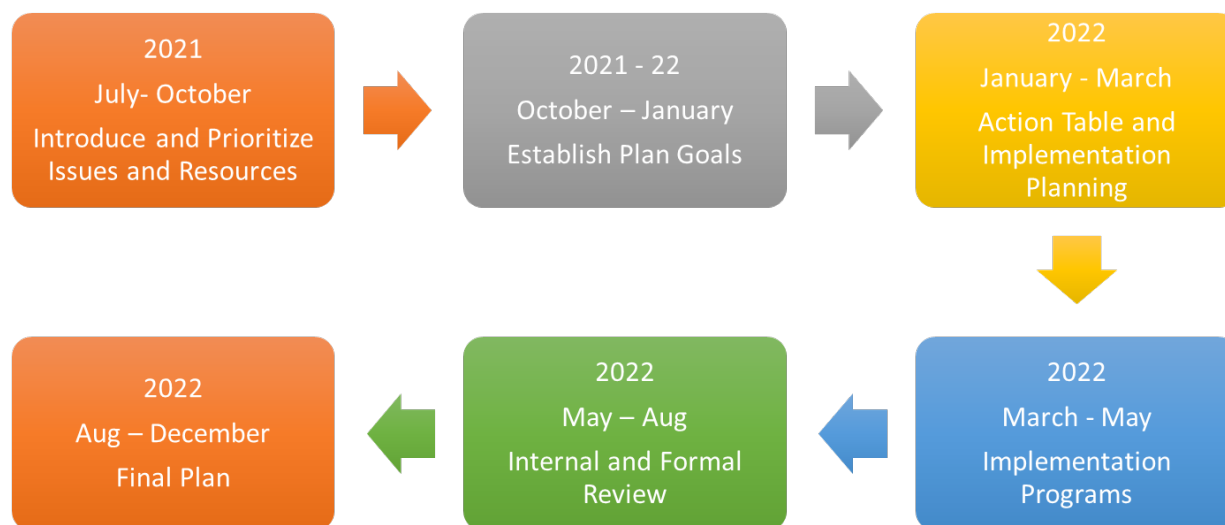 2021
July- October
Introduce and Prioritize
Issues and Resources
2021 - 22
October – January
Establish Plan Goals
2022
January - March
Action Table and
Implementation
Planning
2022
March - May
Implementation
Programs
2022
May – Aug
Internal and Formal
Review
2022
Aug – December
Final Plan